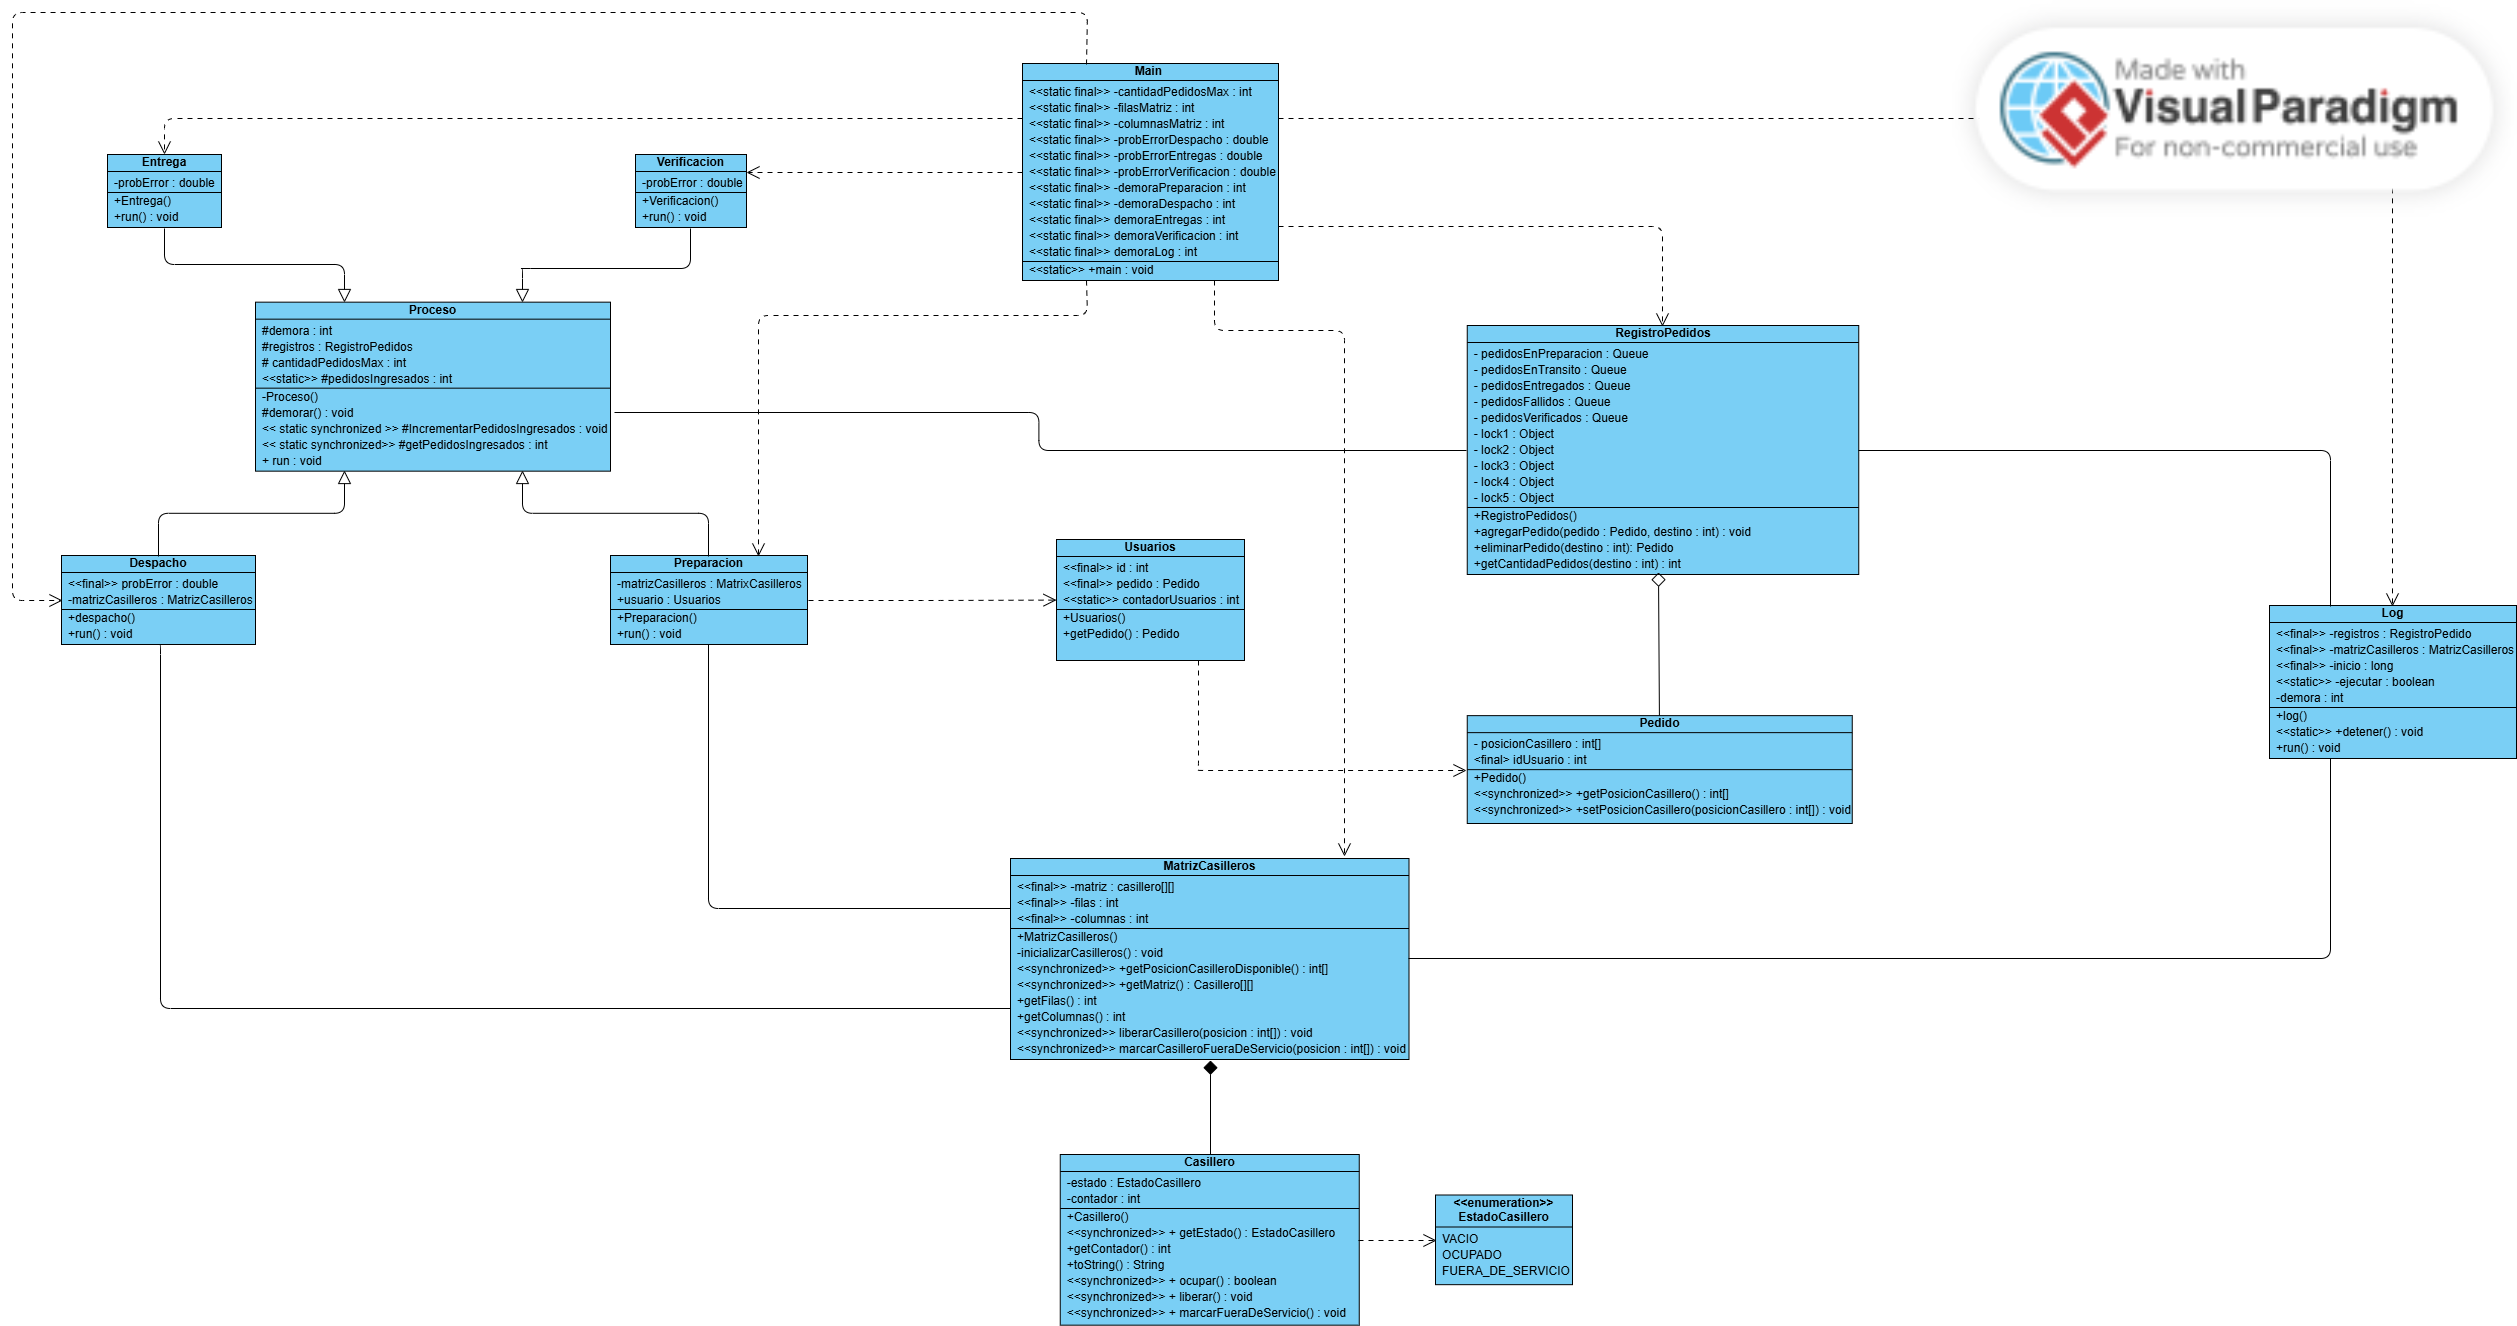 Made with
Visual Paradigm
For non-commercial use
Main
<<static final>> -cantidadPedidosMax : int
<<static final>> -filasMatriz : int
<<static final>> -columnasMatriz : int
<<static final>> -probErrorDespacho : double
<<static final>> -probErrorEntregas : double
<<static final>> -probErrorVerificacion : double
<<static final>> -demoraPreparacion : int
<<static final>> -demoraDespacho : int
<<static final>> demoraEntregas : int
<<static final>> demoraVerificacion : int
<<static final>> demoraLog : int
<<static>> +main : void
Entrega
-probError : double
+Entrega()
+run() : void
Verificacion
-probError : double
+Verificacion()
+run() : void
Proceso
#demora : int
#registros : RegistroPedidos
# cantidadPedidosMax : int
<<static>> #pedidosIngresados : int
-Proceso()
#demorar() : void
<< static synchronized >> #IncrementarPedidosIngresados : void
<< static synchronized>> #getPedidosIngresados : int
+ run : void
RegistroPedidos
- pedidosEnPreparacion : Queue
- pedidosEnTransito : Queue
- pedidosEntregados : Queue
- pedidosFallidos : Queue
- pedidosVerificados : Queue
- lock1 : Object
- lock2 : Object
- lock3 : Object
- lock4 : Object
- lock5 : Object
+RegistroPedidos()
+agregarPedido(pedido : Pedido, destino : int) : void
+eliminarPedido(destino : int): Pedido
+getCantidadPedidos(destino : int) : int
Despacho
<<final>> probError : double
-matrizCasilleros : MatrizCasilleros
+despacho()
+run() : void
Preparacion
-matrizCasilleros : MatrixCasilleros
+usuario : Usuarios
+Preparacion()
+run() : void
Usuarios
<<final>> id : int
<<final>> pedido : Pedido
<<static>> contadorUsuarios : int
+Usuarios()
+getPedido() : Pedido
Log
<<final>> -registros : RegistroPedido
<<final>> -matrizCasilleros : MatrizCasilleros
<<final>> -inicio : long
<<static>> -ejecutar : boolean
-demora : int
+log()
<<static>> +detener() : void
+run() : void
Pedido
- posicionCasillero : int[]
<final> idUsuario : int
+Pedido()
<<synchronized>> +getPosicionCasillero() : int[]
<<synchronized>> +setPosicionCasillero(posicionCasillero : int[]) : void
MatrizCasilleros
<<final>> -matriz : casillero[][]
<<final>> -filas : int
<<final>> -columnas : int
+MatrizCasilleros()
-inicializarCasilleros() : void
<<synchronized>> +getPosicionCasilleroDisponible() : int[]
<<synchronized>> +getMatriz() : Casillero[][]
+getFilas() : int
+getColumnas() : int
<<synchronized>> liberarCasillero(posicion : int[]) : void
<<synchronized>> marcarCasilleroFueraDeServicio(posicion : int[]) : void
Casillero
-estado : EstadoCasillero
-contador : int
+Casillero()
<<synchronized>> + getEstado() : EstadoCasillero
+getContador() : int
+toString() : String
<<synchronized>> + ocupar() : boolean
<<synchronized>> + liberar() : void
<<synchronized>> + marcarFueraDeServicio() : void
<<enumeration>>
EstadoCasillero
VACIO
OCUPADO
FUERA_DE_SERVICIO